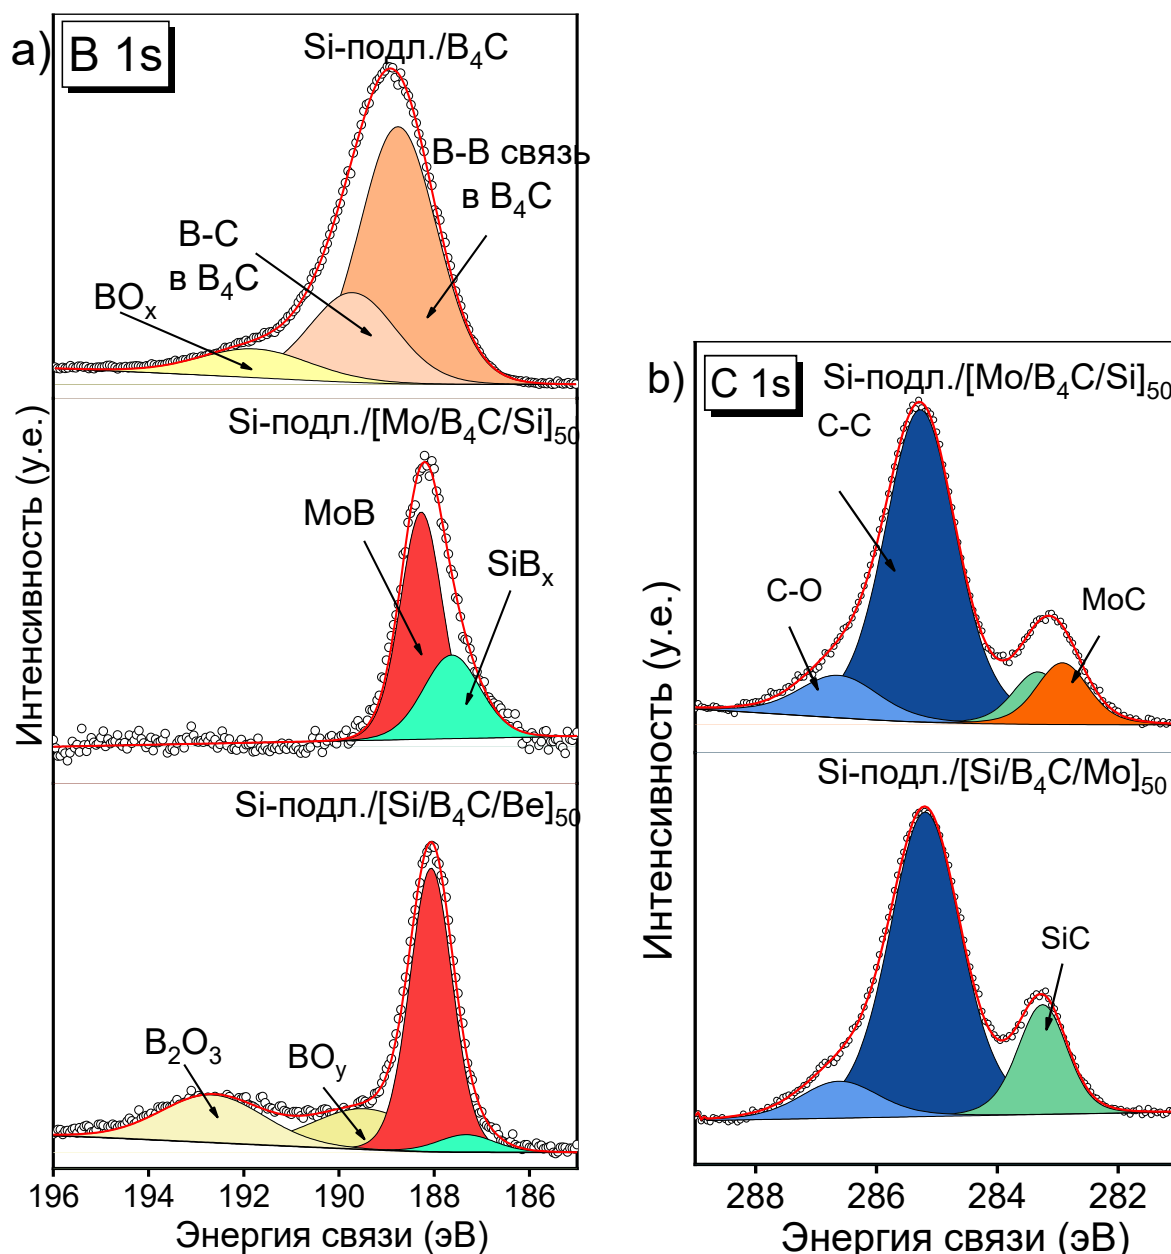 a)
B 1s
Si-подл./B₄C
B-B связь
в B₄C
B-C
в B₄C
BOₓ
Si-подл./[Mo/B₄C/Si]₅₀
MoB
SiBₓ
Si-подл./[Si/B₄C/Be]₅₀
B₂O₃
BOᵧ
Интенсивность (у.е.)
196 194 192 190 188 186
Энергия связи (эВ)
b)
C 1s
Si-подл./[Mo/B₄C/Si]₅₀
C-C
C-O
MoC
Si-подл./[Si/B₄C/Mo]₅₀
SiC
Интенсивность (у.е.)
288 286 284 282
Энергия связи (эВ)